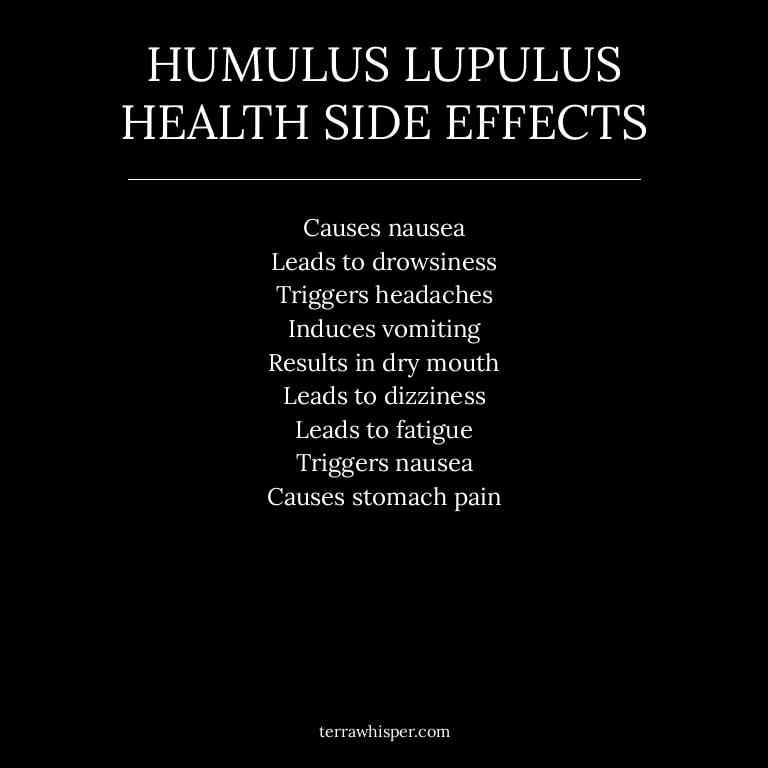 HUMULUS LUPULUS
HEALTH SIDE EFFECTS
Causes nausea
Leads to drowsiness
Triggers headaches
Induces vomiting
Results in dry mouth
Leads to dizziness
Leads to fatigue
Triggers nausea
Causes stomach pain
terrawhisper.com